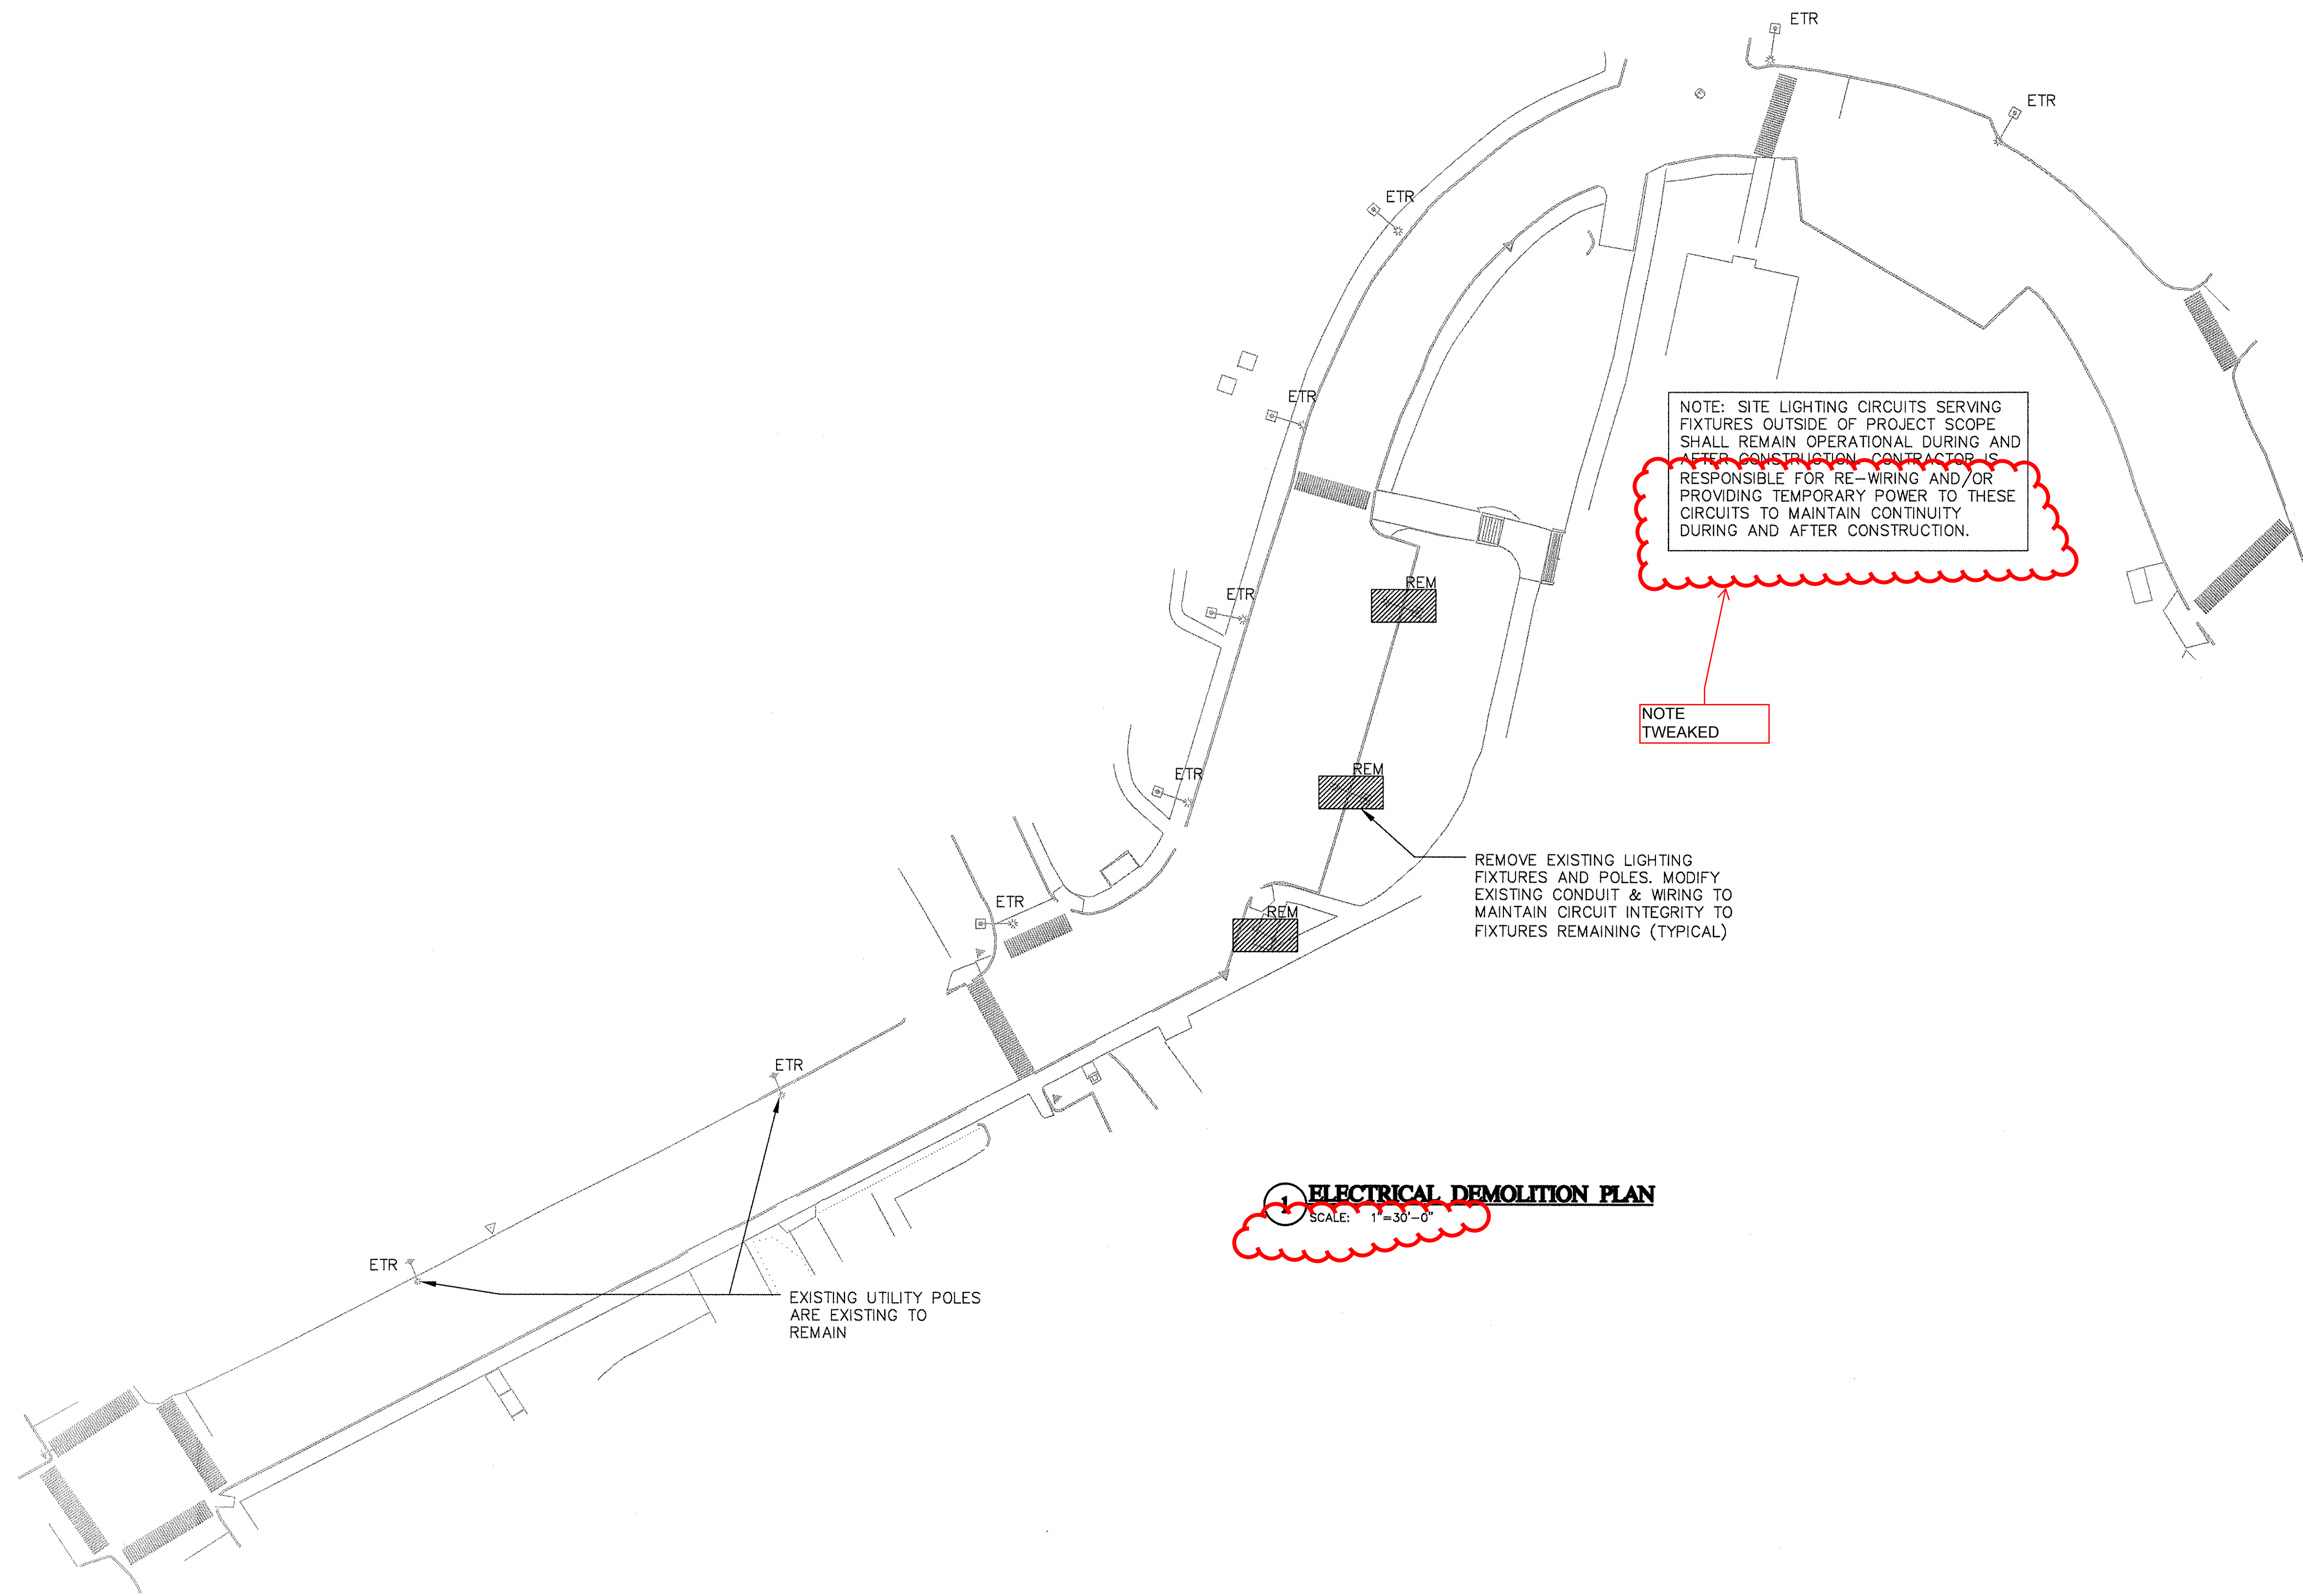 ETR
ETR
ETR
ETR
NOTE: SITE LIGHTING CIRCUITS SERVING
FIXTURES OUTSIDE OF PROJECT SCOPE
SHALL REMAIN OPERATIONAL DURING AND
AFTER CONSTRUCTION. CONTRACTOR IS
RESPONSIBLE FOR RE-WIRING AND/OR
PROVIDING TEMPORARY POWER TO THESE
CIRCUITS TO MAINTAIN CONTINUITY
DURING AND AFTER CONSTRUCTION.
REM
ETR
NOTE
TWEAKED
REM
ETR
REMOVE EXISTING LIGHTING
FIXTURES AND POLES. MODIFY
EXISTING CONDUIT & WIRING TO
MAINTAIN CIRCUIT INTEGRITY TO
FIXTURES REMAINING (TYPICAL)
ETR
REM
ETR
1 ELECTRICAL DEMOLITION PLAN
SCALE: 1"=30'-0"
ETR
EXISTING UTILITY POLES
ARE EXISTING TO
REMAIN